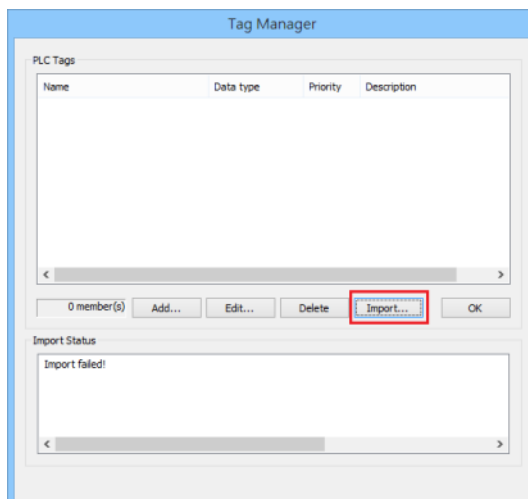 Tag Manager
PLC Tags
Name Data type Priority Description
0 member(s) Add... Edit... Delete Import... OK
Import Status
Import failed!